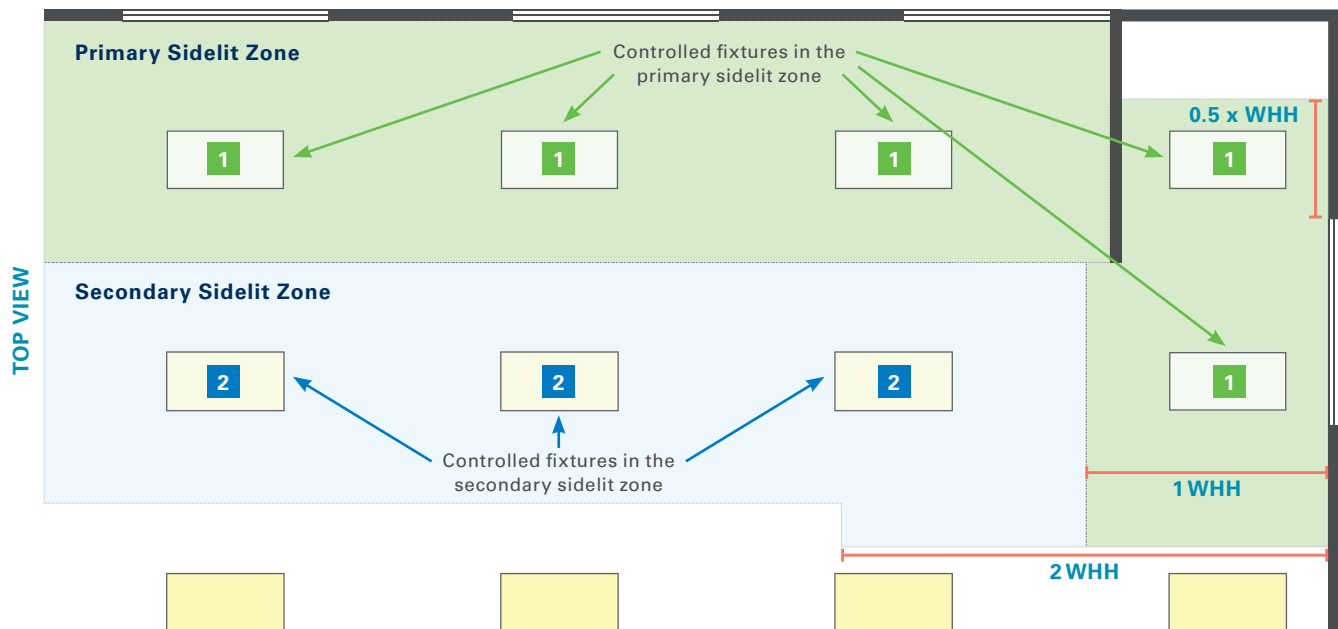 Primary Sidelit Zone
Controlled fixtures in the
primary sidelit zone
0.5 x WHH
1
1
1
1
TOP VIEW
Secondary Sidelit Zone
2
2
2
1
Controlled fixtures in the
secondary sidelit zone
1 WHH
2 WHH